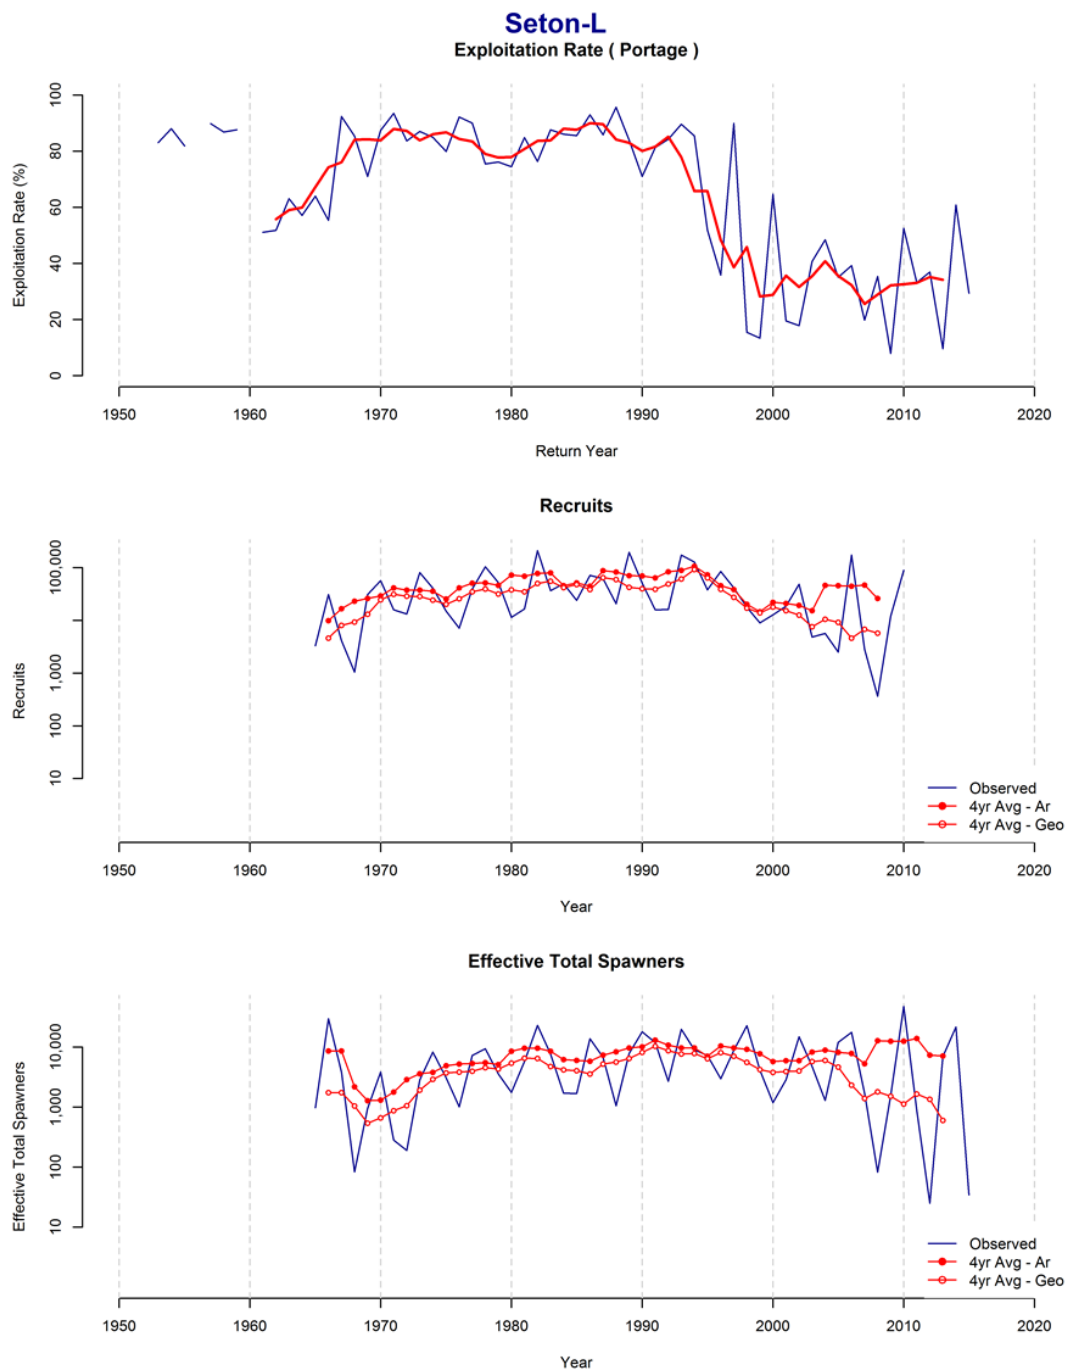 Seton-L
Exploitation Rate ( Portage )
Exploitation Rate (%)
100
80
60
40
20
0
1950 1960 1970 1980 1990 2000 2010 2020
Return Year
Recruits
Recruits
100,000
1,000
100
10
Observed
4yr Avg - Ar
4yr Avg - Geo
1950 1960 1970 1980 1990 2000 2010 2020
Year
Effective Total Spawners
Effective Total Spawners
10,000
1,000
100
10
Observed
4yr Avg - Ar
4yr Avg - Geo
1950 1960 1970 1980 1990 2000 2010 2020
Year